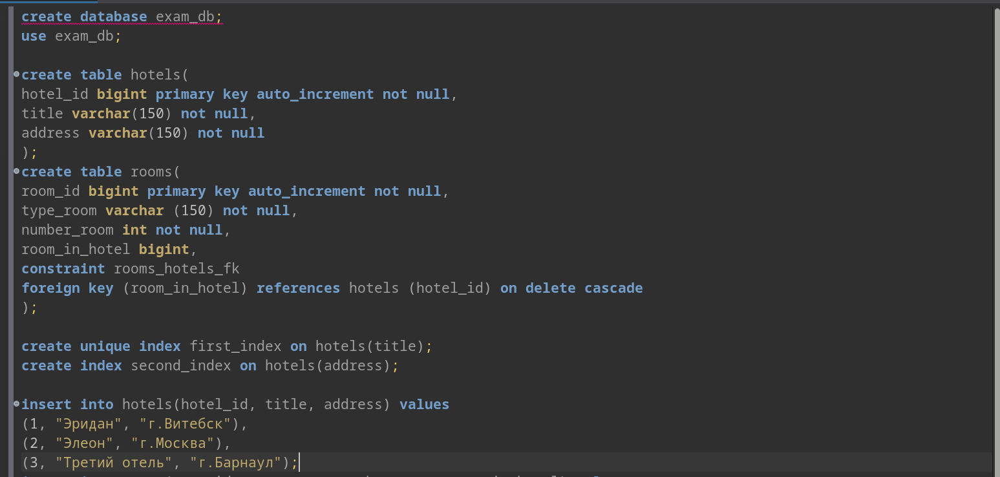 create database exam_db;
use exam_db;
create table hotels(
hotel_id bigint primary key auto_increment not null,
title varchar(150) not null,
address varchar(150) not null
);
create table rooms(
room_id bigint primary key auto_increment not null,
type_room varchar (150) not null,
number_room int not null,
room_in_hotel bigint,
constraint rooms_hotels_fk
foreign key (room_in_hotel) references hotels (hotel_id) on delete cascade
);
create unique index first_index on hotels(title);
create index second_index on hotels(address);
insert into hotels(hotel_id, title, address) values
(1, "Эридан", "г.Витебск"),
(2, "Элеон", "г.Москва"),
(3, "Третий отель", "г.Барнаул");